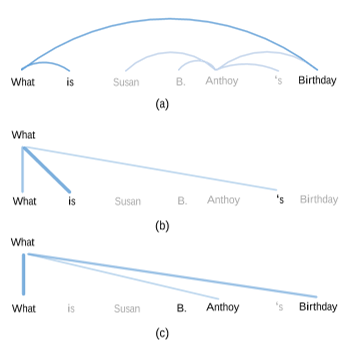 What is Susan B. Anthoy 's Birthday
(a)
What
What is Susan B. Anthoy 's Birthday
(b)
What
What is Susan B. Anthoy 's Birthday
(c)